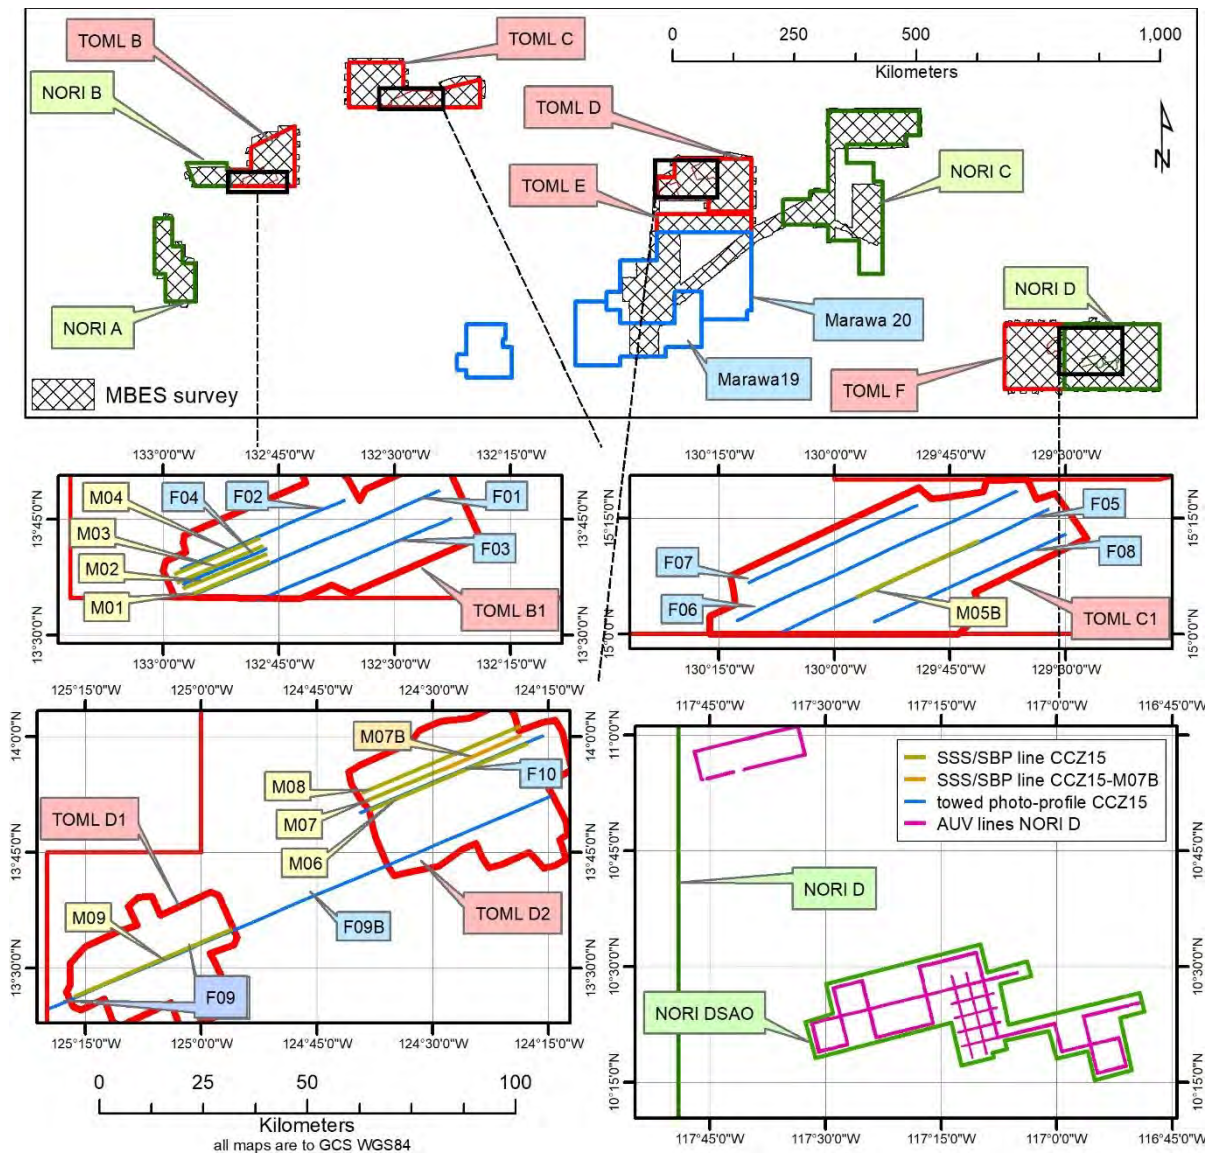 TOML B
TOML C
0 250 500 1,000
Kilometers
NORI B
TOML D
N
TOML E
NORI C
NORI A
NORI D
Marawa 20
Marawa19
TOML F
MBES survey
133°0'0"W 132°45'0"W 132°30'0"W 132°15'0"W
13°45'0"N
13°30'0"N
M04
F04
F02
F01
M03
F03
M02
M01
TOML B1
13°45'0"N
13°30'0"N
133°0'0"W 132°45'0"W 132°30'0"W 132°15'0"W
130°15'0"W 130°0'0"W 129°45'0"W 129°30'0"W
15°15'0"N
15°0'0"N
F05
F07
F08
F06
M05B
TOML C1
15°15'0"N
15°0'0"N
130°15'0"W 130°0'0"W 129°45'0"W 129°30'0"W
125°15'0"W 125°0'0"W 124°45'0"W 124°30'0"W 124°15'0"W
14°0'0"N
13°45'0"N
13°30'0"N
M07B
F10
M08
M07
TOML D1
M06
TOML D2
M09
F09B
F09
14°0'0"N
13°45'0"N
13°30'0"N
125°15'0"W 125°0'0"W 124°45'0"W 124°30'0"W 124°15'0"W
0 25 50 100
Kilometers
all maps are to GCS WGS84
117°45'0"W 117°30'0"W 117°15'0"W 117°0'0"W 116°45'0"W
11°0'0"N
10°45'0"N
10°30'0"N
10°15'0"N
SSS/SBP line CCZ15
SSS/SBP line CCZ15-M07B
towed photo-profile CCZ15
AUV lines NORI D
NORI D
NORI DSAO
11°0'0"N
10°45'0"N
10°30'0"N
10°15'0"N
117°45'0"W 117°30'0"W 117°15'0"W 117°0'0"W 116°45'0"W